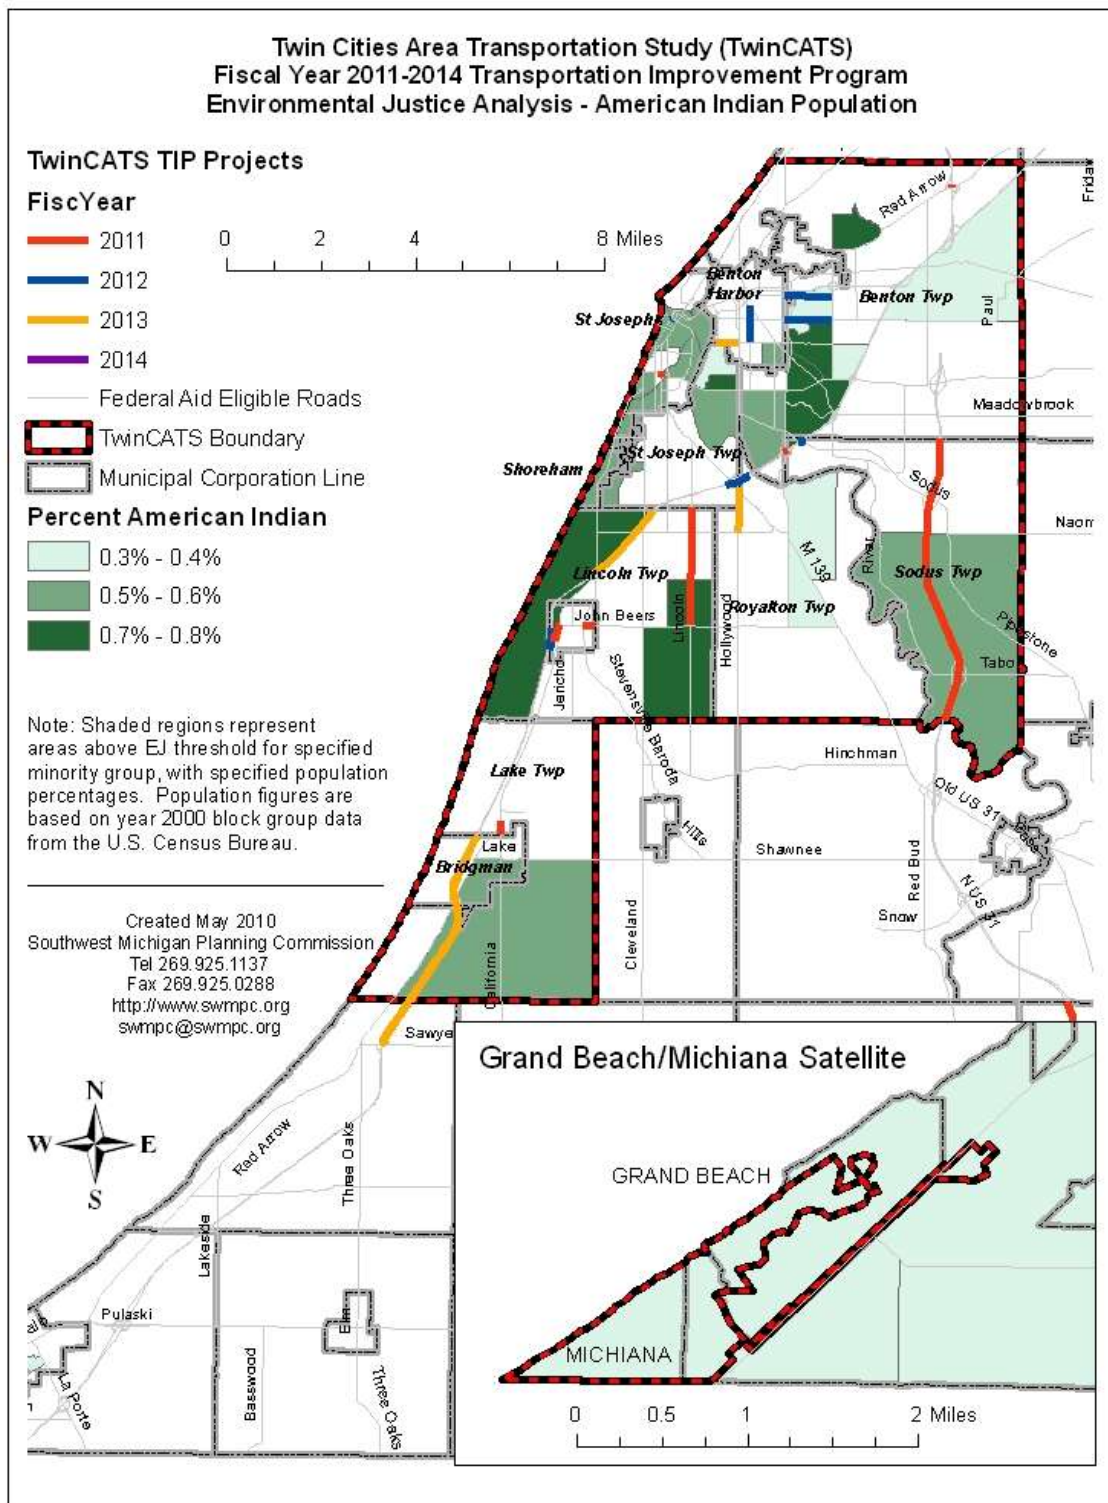 Twin Cities Area Transportation Study (TwinCATS)
Fiscal Year 2011-2014 Transportation Improvement Program
Environmental Justice Analysis - American Indian Population
TwinCATS TIP Projects
FiscYear
2011
2012
2013
2014
Federal Aid Eligible Roads
TwinCATS Boundary
Municipal Corporation Line
Percent American Indian
0.3% - 0.4%
0.5% - 0.6%
0.7% - 0.8%
0 2 4 8 Miles
Note: Shaded regions represent
areas above EJ threshold for specified
minority group, with specified population
percentages. Population figures are
based on year 2000 block group data
from the U.S. Census Bureau.
Created May 2010
Southwest Michigan Planning Commission
Tel 269.925.1137
Fax 269.925.0288
http://www.swmpc.org
swmpc@swmpc.org
N
W E
S
Red Arrow
Friday
Benton
Harbor
Benton Twp
St Joseph
Paul
Meadowbrook
St Joseph Twp
Shoreham
Sodus
Naom
M 139
River
Sodus Twp
Lincoln Twp
Lincoln
Hollywood
Royalton Twp
John Beers
Pipestone
Tabo
Jericho
Stevensville Baroda
Hinchman
Lake Twp
Old US 31
Hills
Lake
Shawnee
Bridgman
Red Bud
N US 31
Snow
Cleveland
California
Sawye
Red Arrow
Three Oaks
Lakeside
Pulaski
Elm
Basswood
Three Oaks
La Porte
Grand Beach/Michiana Satellite
GRAND BEACH
MICHIANA
0 0.5 1 2 Miles